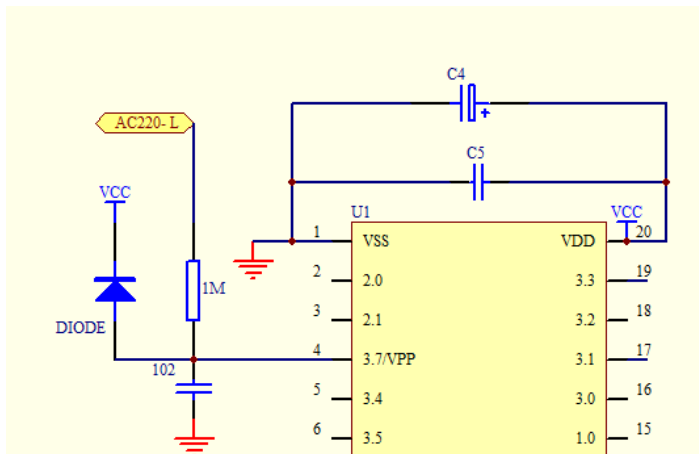 C4
AC220- L
C5
VCC
U1
VCC
1
VSS
VDD
20
2
2.0
3.3
19
1M
3
2.1
3.2
18
DIODE
4
3.7/VPP
3.1
17
102
5
3.4
3.0
16
6
3.5
1.0
15